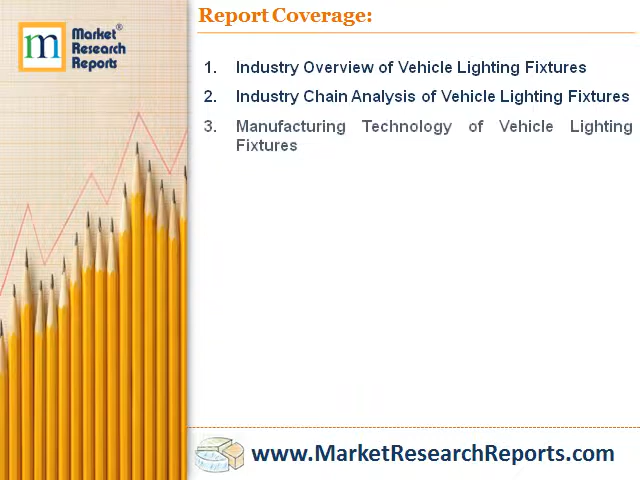 m
Market®
Research
Reports
Report Coverage:
1. Industry Overview of Vehicle Lighting Fixtures
2. Industry Chain Analysis of Vehicle Lighting Fixtures
3. Manufacturing Technology of Vehicle Lighting
Fixtures
www.MarketResearchReports.com